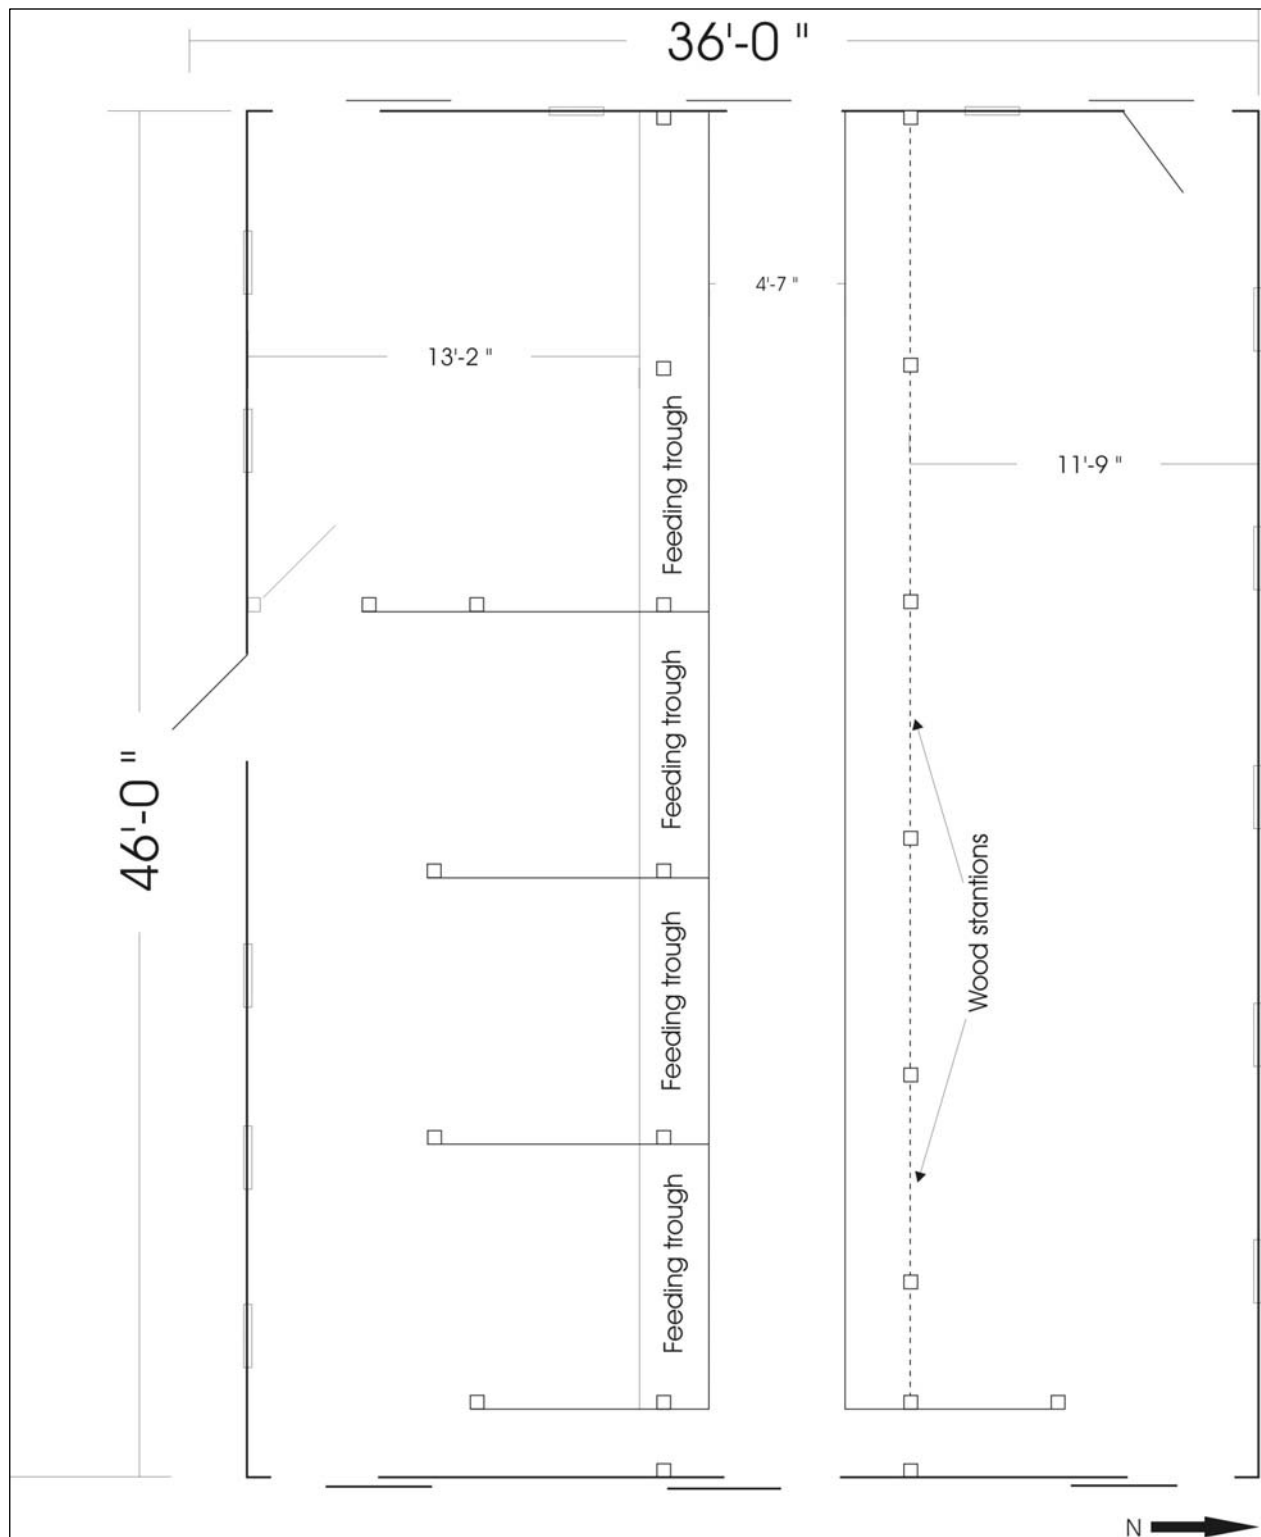 36'-0 "
4'-7 "
13'-2 "
Feeding trough
11'-9 "
Feeding trough
46'-0 "
Wood stantions
Feeding trough
Feeding trough
N